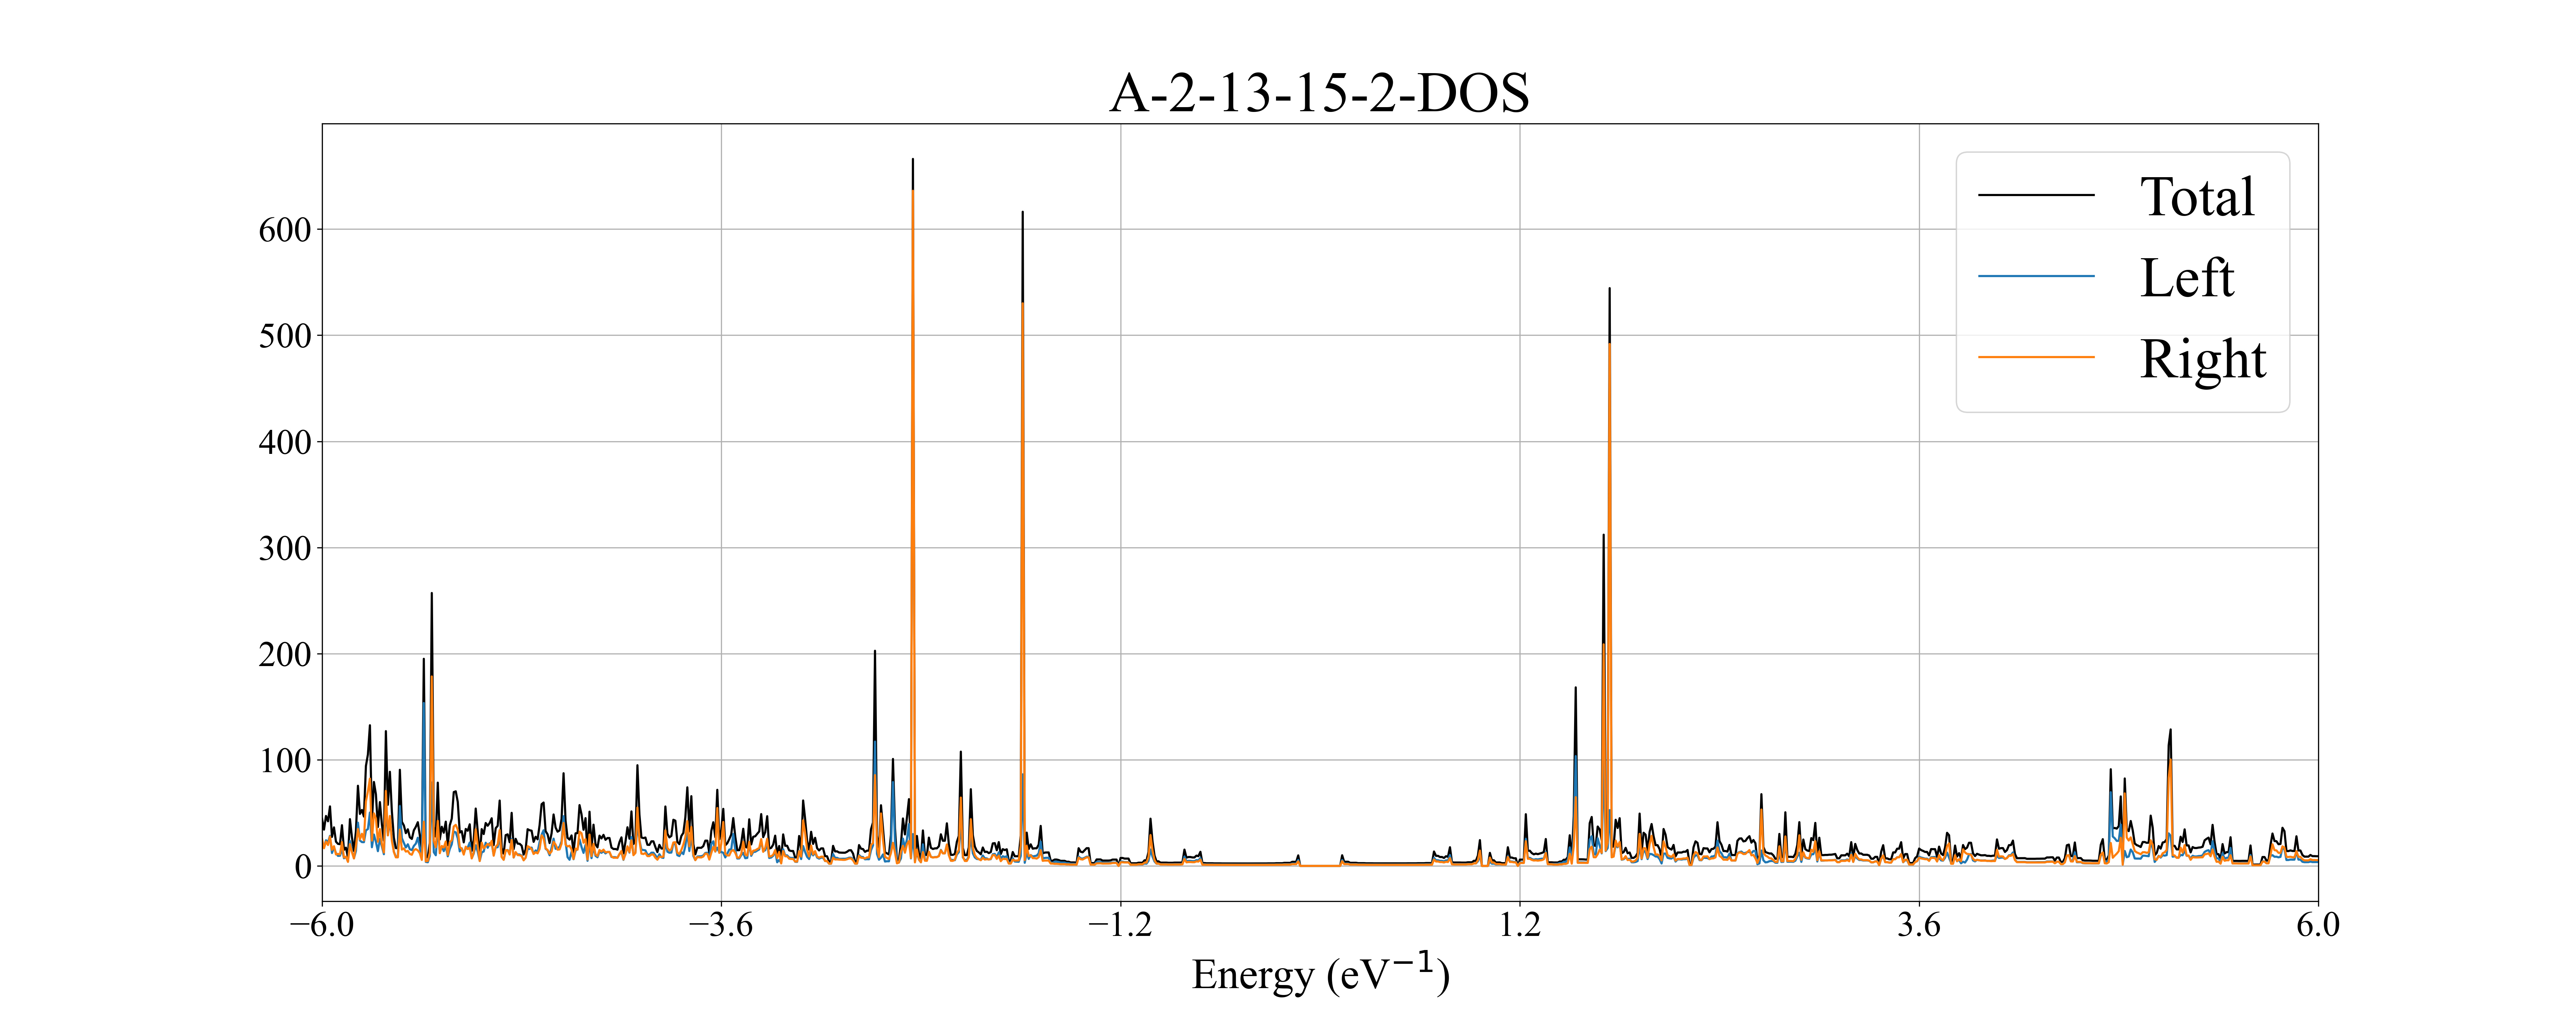 A-2-13-15-2-DOS
Total
Left
Right
600
500
400
300
200
100
0
−6.0 −3.6 −1.2 1.2 3.6 6.0
Energy (eV⁻¹)